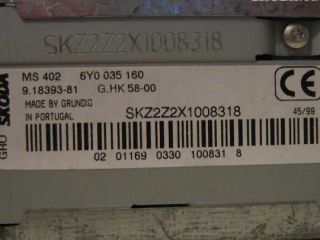 SKZ2Z2X1008318
MS 402 6Y0 035 160
9.18393-81 G.HK 58-00
MADE BY GRUNDIG
IN PORTUGAL
SKZ2Z2X1008318
CE
45/99
GRO
SKODA
02 01169 0330 100831 8